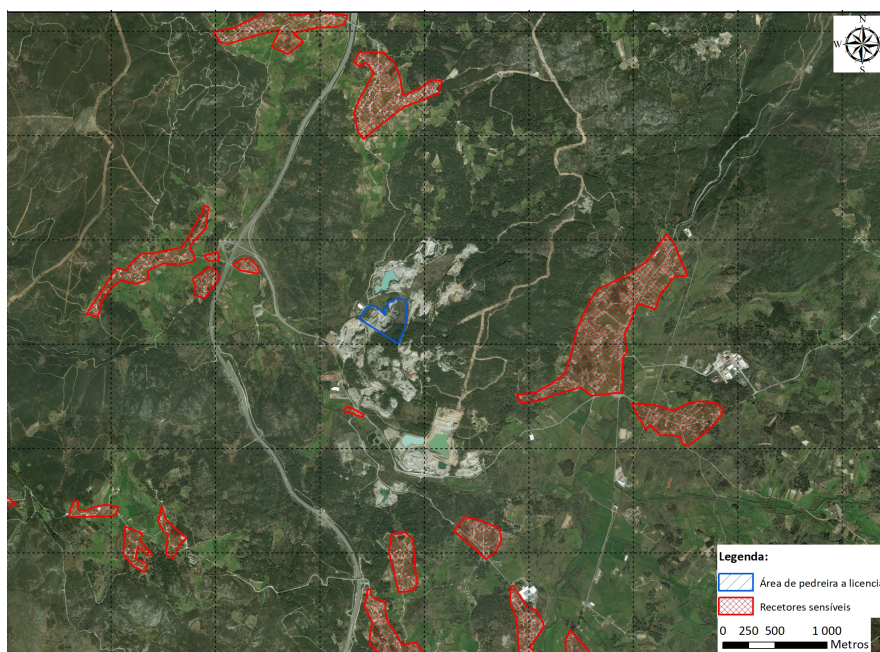 N
W
S
Legenda:
Área de pedreira a licencia
Recetores sensíveis
0 250 500 1 000
Metros